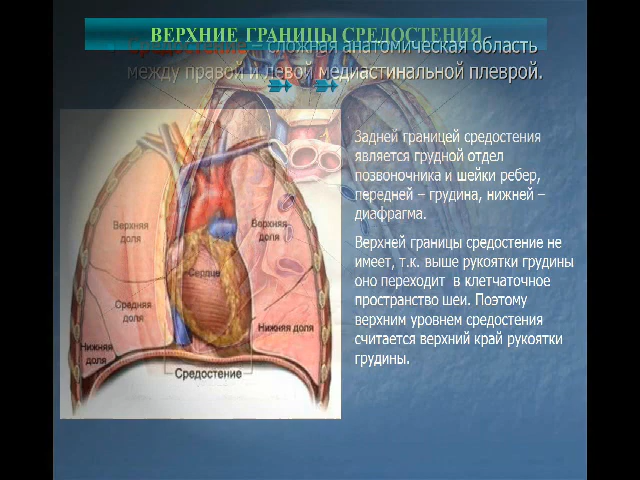 ВЕРХНИЕ ГРАНИЦЫ СРЕДОСТЕНИЯ
Средостение – сложная анатомическая область
между правой и левой медиастинальной плеврой.
Задней границей средостения
является грудной отдел
позвоночника и шейки ребер,
передней – грудина, нижней –
диафрагма.
Верхней границы средостение не
имеет, т.к. выше рукоятки грудины
оно переходит в клетчаточное
пространство шеи. Поэтому
верхним уровнем средостения
считается верхний край рукоятки
грудины.
Верхняя
доля
Верхняя
доля
Сердце
Средняя
доля
Нижняя доля
Нижняя
доля
Средостение